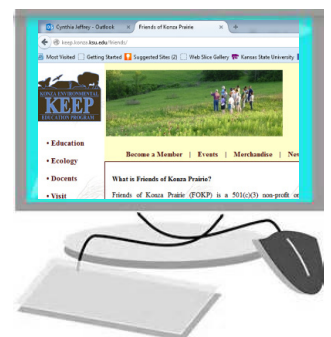 Cynthia Jeffrey - Outlook × Friends of Konza Prairie × +
keep.konza.ksu.edu/friends/
Most Visited Getting Started Suggested Sites (2) Web Slice Gallery Kansas State University
KONZA ENVIRONMENTAL
KEEP
EDUCATION PROGRAM
• Education
• Ecology
• Docents
• Visit
Become a Member | Events | Merchandise |
What is Friends of Konza Prairie?
Friends of Konza Prairie (FOKP) is a 501(c)(3) non-profit